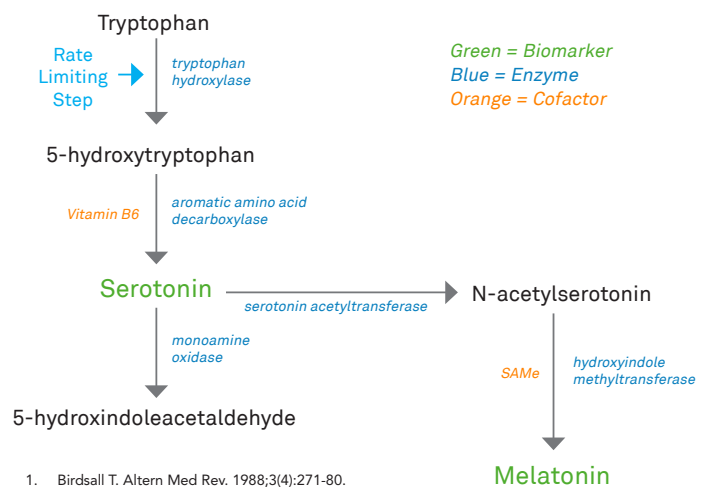 Tryptophan
Rate
Limiting
Step
tryptophan
hydroxylase
Green = Biomarker
Blue = Enzyme
Orange = Cofactor
5-hydroxytryptophan
Vitamin B6
aromatic amino acid
decarboxylase
Serotonin
serotonin acetyltransferase
N-acetylserotonin
monoamine
oxidase
SAMe
hydroxyindole
methyltransferase
5-hydroxindoleacetaldehyde
Melatonin
1. Birdsall T. Altern Med Rev. 1988;3(4):271-80.